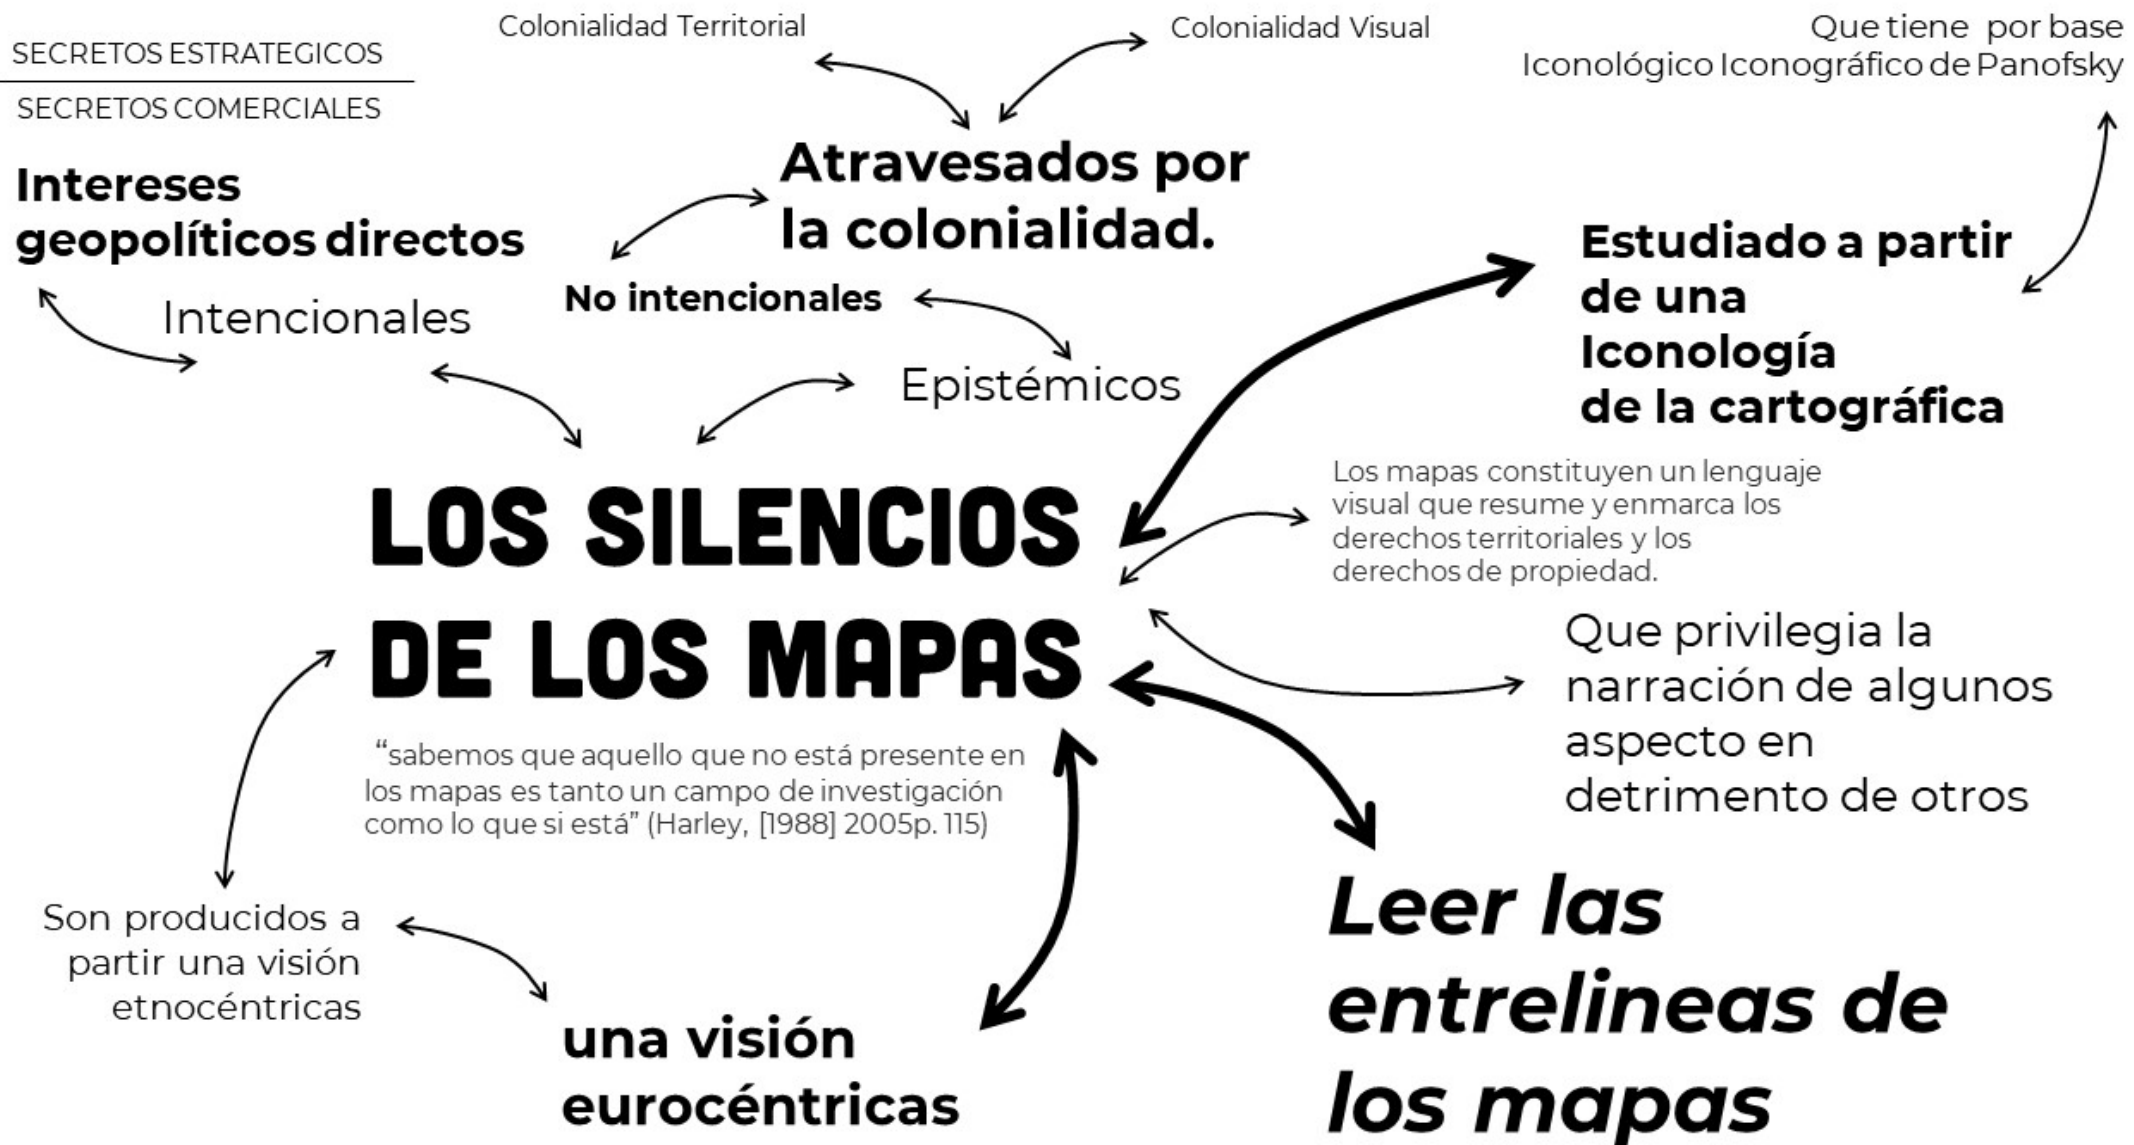 SECRETOS ESTRATEGICOS
SECRETOS COMERCIALES
Intereses
geopolíticos directos
Intencionales
Colonialidad Territorial
Colonialidad Visual
Atravesados por
la colonialidad.
No intencionales
Epistémicos
Que tiene por base
Iconológico Iconográfico de Panofsky
Estudiado a partir
de una
Iconología
de la cartográfica
LOS SILENCIOS
DE LOS MAPAS
“sabemos que aquello que no está presente en
los mapas es tanto un campo de investigación
como lo que si está” (Harley, [1988] 2005p. 115)
Los mapas constituyen un lenguaje
visual que resume y enmarca los
derechos territoriales y los
derechos de propiedad.
Que privilegia la
narración de algunos
aspecto en
detrimento de otros
Son producidos a
partir una visión
etnocéntricas
una visión
eurocéntricas
Leer las
entrelineas de
los mapas